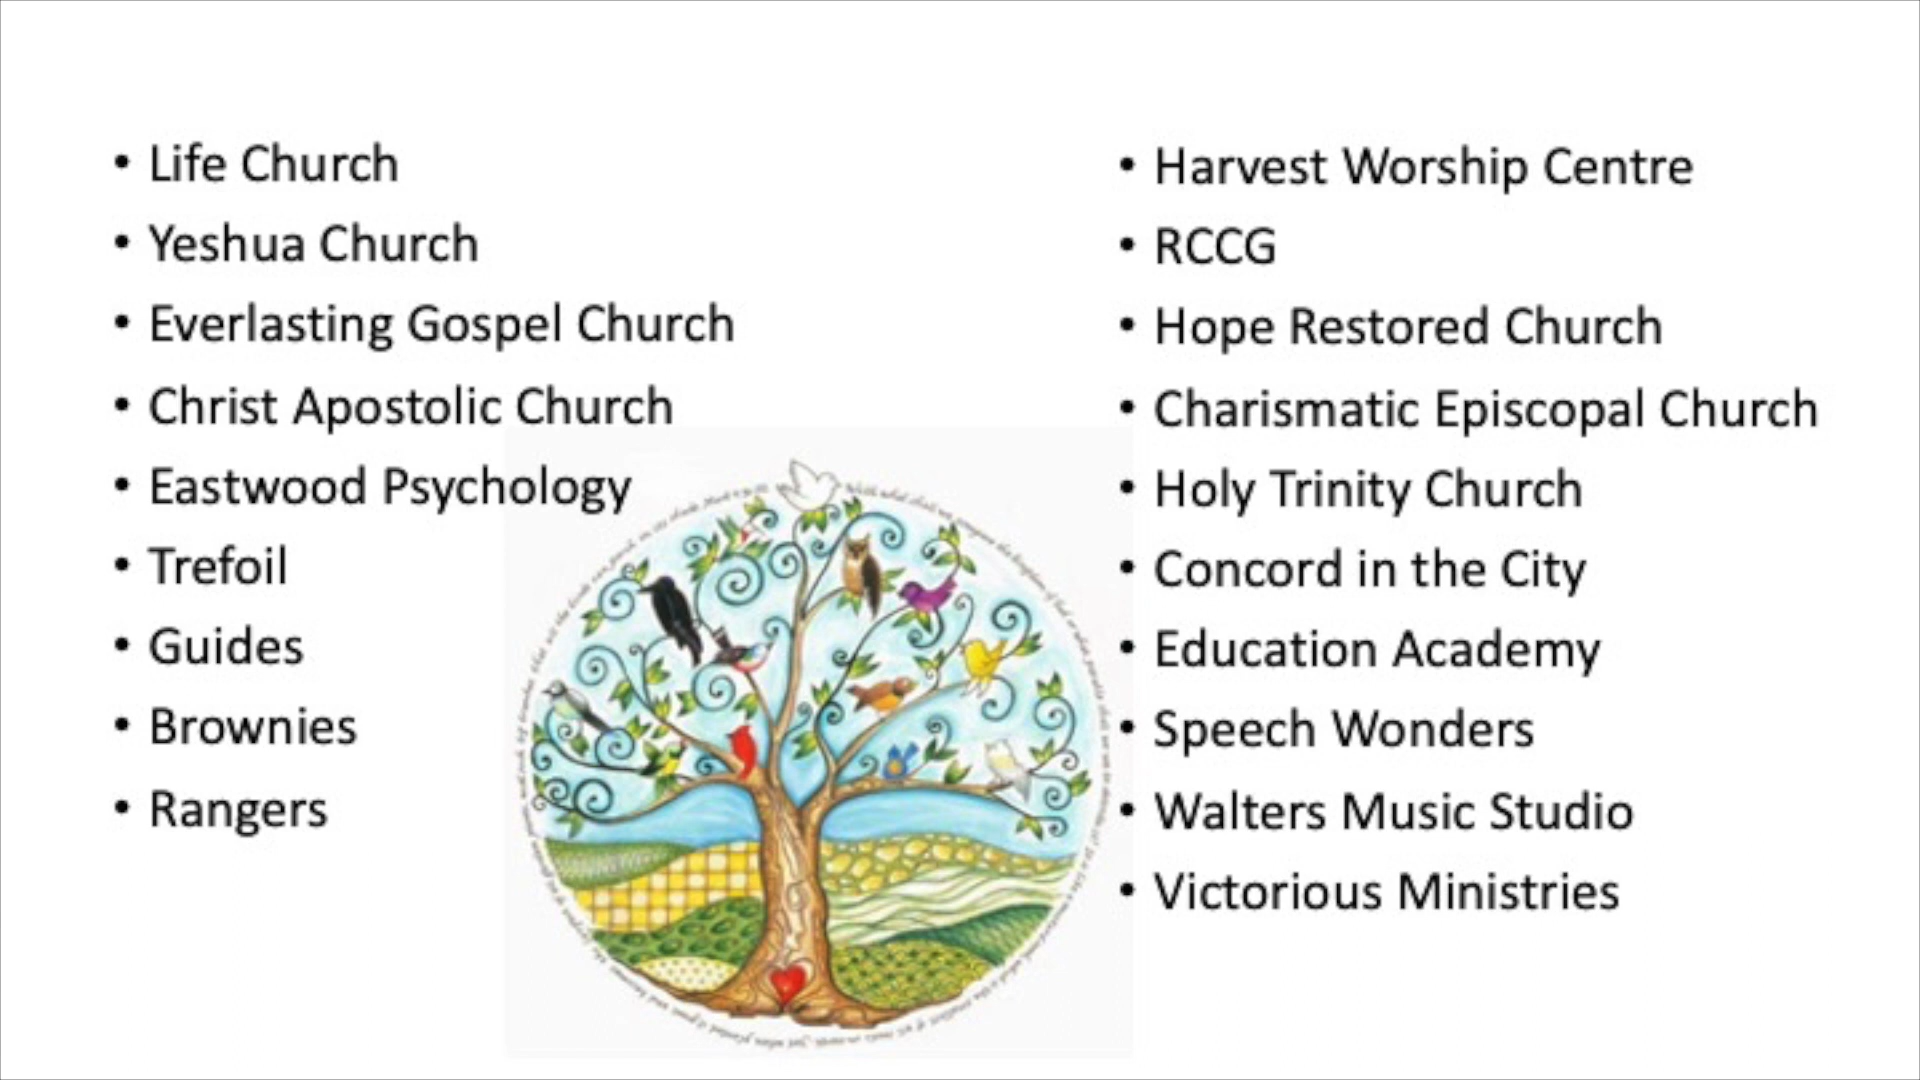 • Life Church
• Yeshua Church
• Everlasting Gospel Church
• Christ Apostolic Church
• Eastwood Psychology
• Trefoil
• Guides
• Brownies
• Rangers
• Harvest Worship Centre
• RCCG
• Hope Restored Church
• Charismatic Episcopal Church
• Holy Trinity Church
• Concord in the City
• Education Academy
• Speech Wonders
• Walters Music Studio
• Victorious Ministries